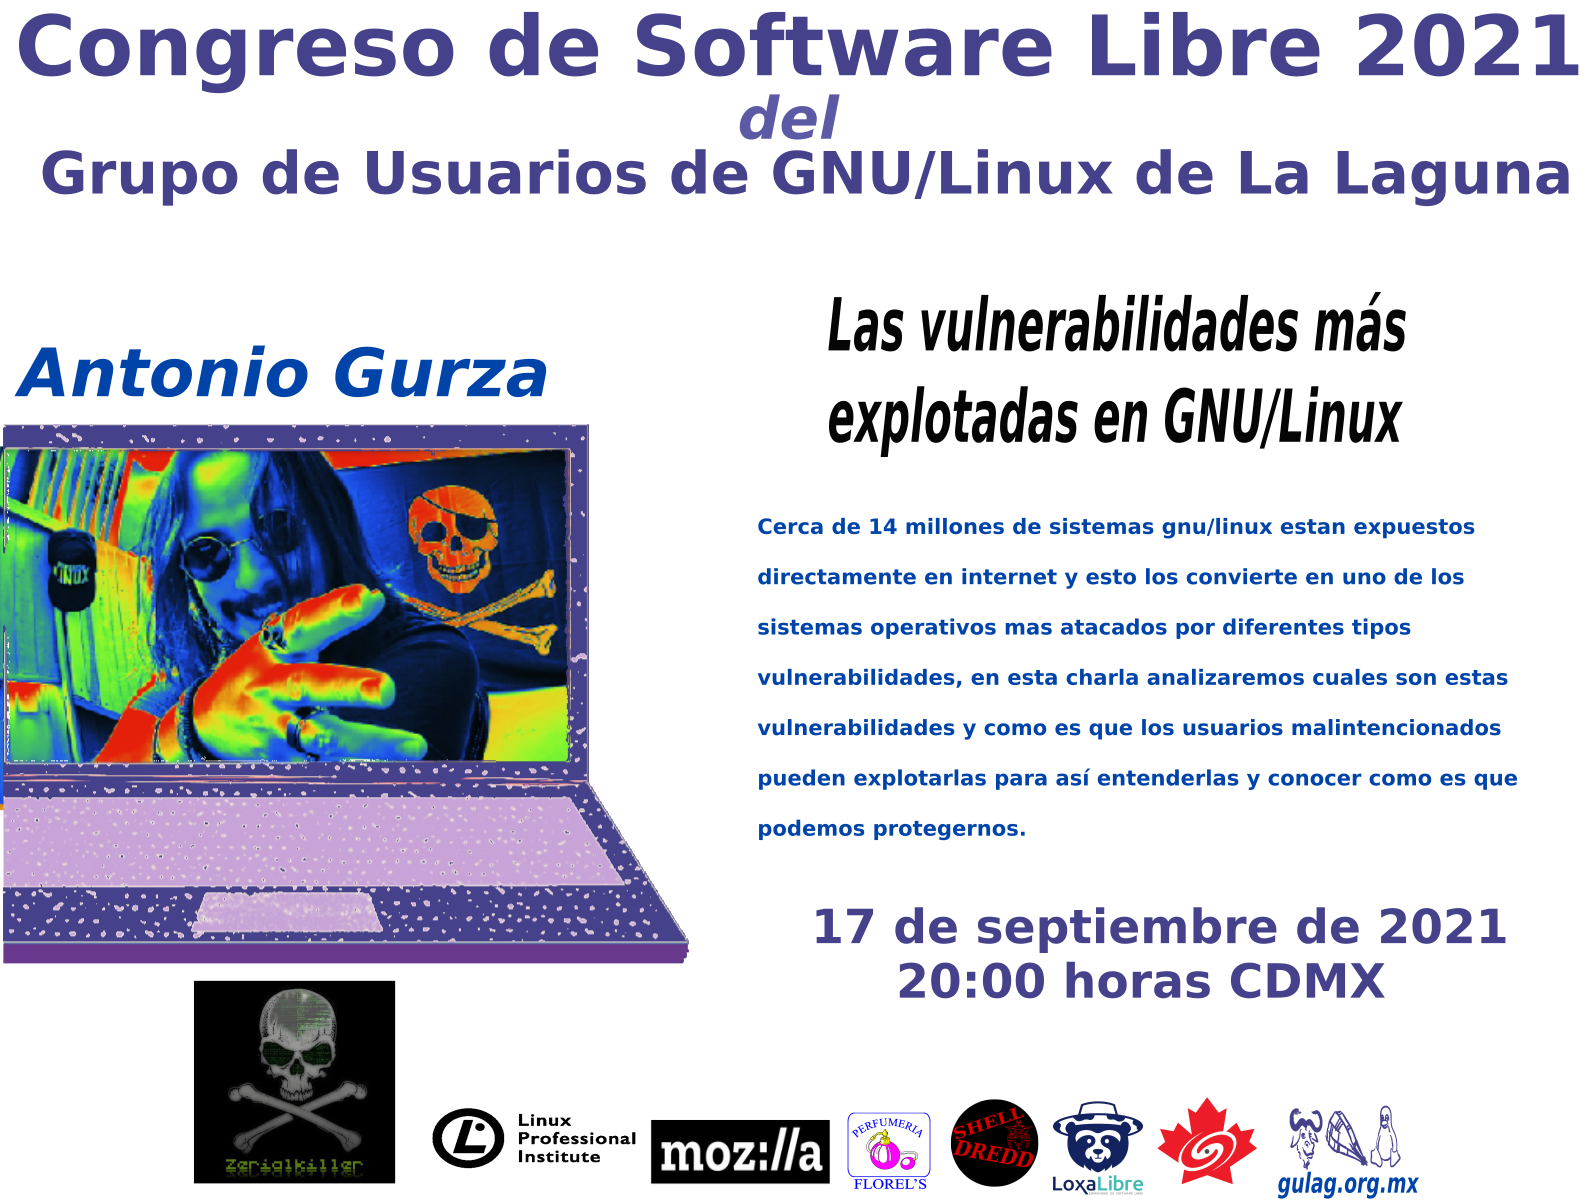 Congreso de Software Libre 2021
del
Grupo de Usuarios de GNU/Linux de La Laguna
Antonio Gurza
LINUX
Las vulnerabilidades más
explotadas en GNU/Linux
Cerca de 14 millones de sistemas gnu/linux estan expuestos
directamente en internet y esto los convierte en uno de los
sistemas operativos mas atacados por diferentes tipos
vulnerabilidades, en esta charla analizaremos cuales son estas
vulnerabilidades y como es que los usuarios malintencionados
pueden explotarlas para así entenderlas y conocer como es que
podemos protegernos.
17 de septiembre de 2021
20:00 horas CDMX
Zerialkiller
Linux
Professional
Institute
moz://a
PERFUMERIA
FLOREL'S
SHELL
DREDD
LoxaLibre
gulag.org.mx